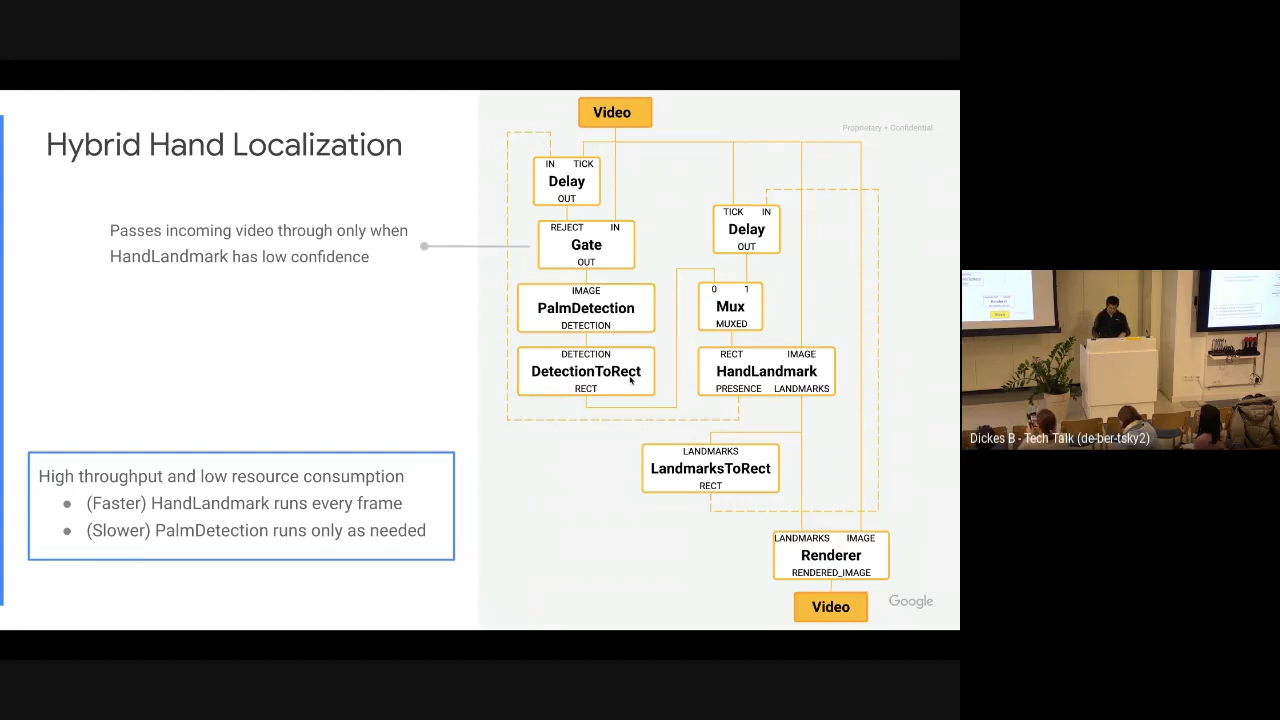 Hybrid Hand Localization
Passes incoming video through only when
HandLandmark has low confidence
High throughput and low resource consumption
● (Faster) HandLandmark runs every frame
● (Slower) PalmDetection runs only as needed
Video
Proprietary + Confidential
IN TICK
Delay
OUT
REJECT IN
Gate
OUT
IMAGE
PalmDetection
DETECTION
DETECTION
DetectionToRect
RECT
TICK IN
Delay
OUT
0 1
Mux
MUXED
RECT IMAGE
HandLandmark
PRESENCE LANDMARKS
LANDMARKS
LandmarksToRect
RECT
LANDMARKS IMAGE
Renderer
RENDERED_IMAGE
Video
Google
Dickes B - Tech Talk (de-ber-tsky2)